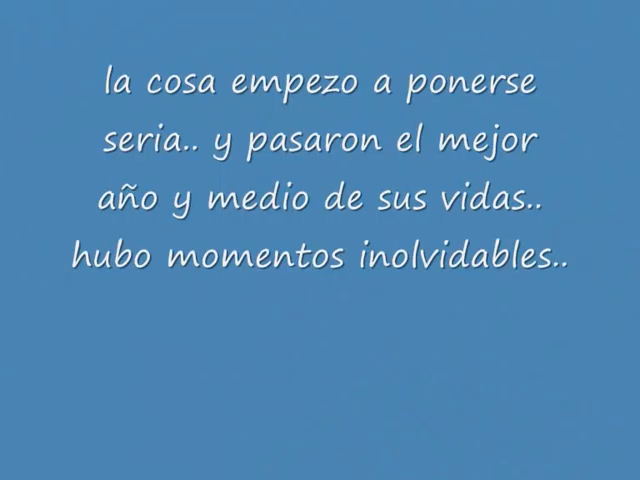 la cosa empezo a ponerse
seria.. y pasaron el mejor
año y medio de sus vidas..
hubo momentos inolvidables..